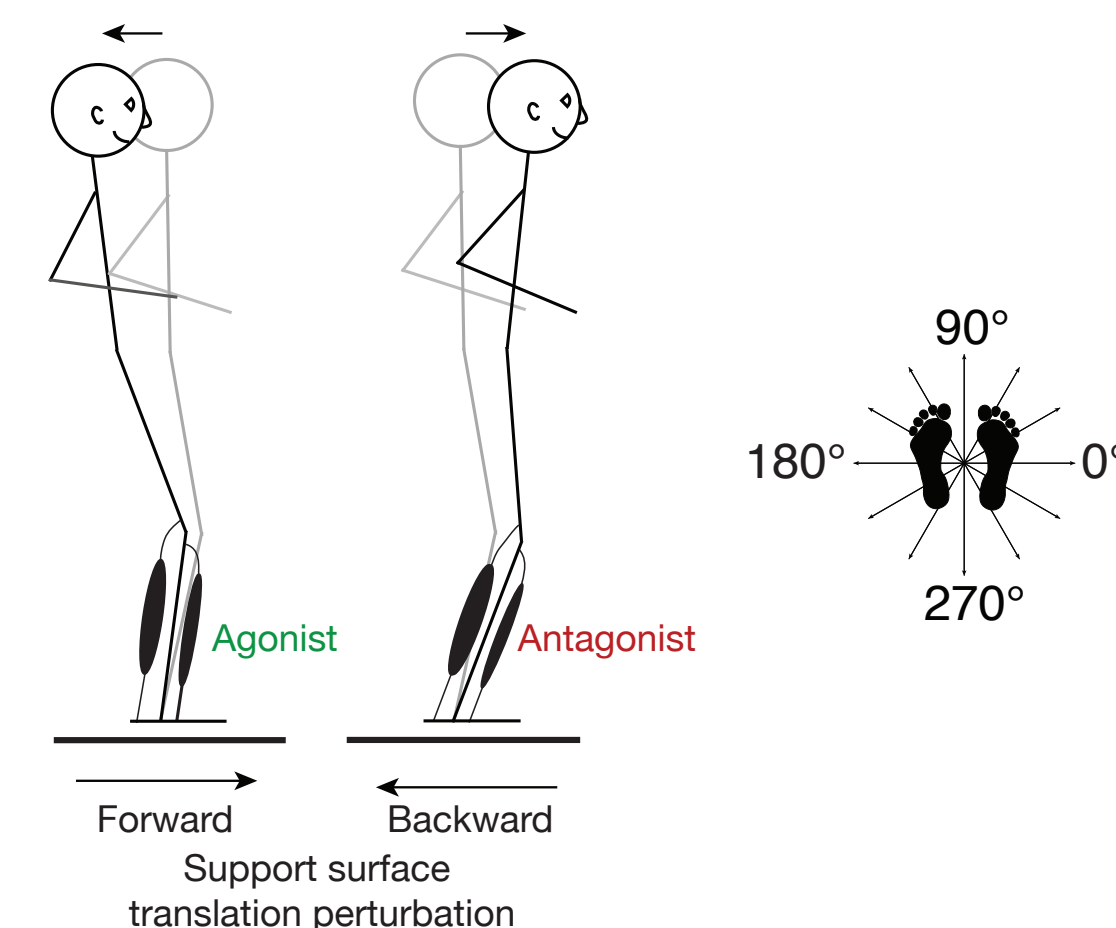 Agonist
Antagonist
Forward
Backward
Support surface
translation perturbation
90°
180°
0°
270°